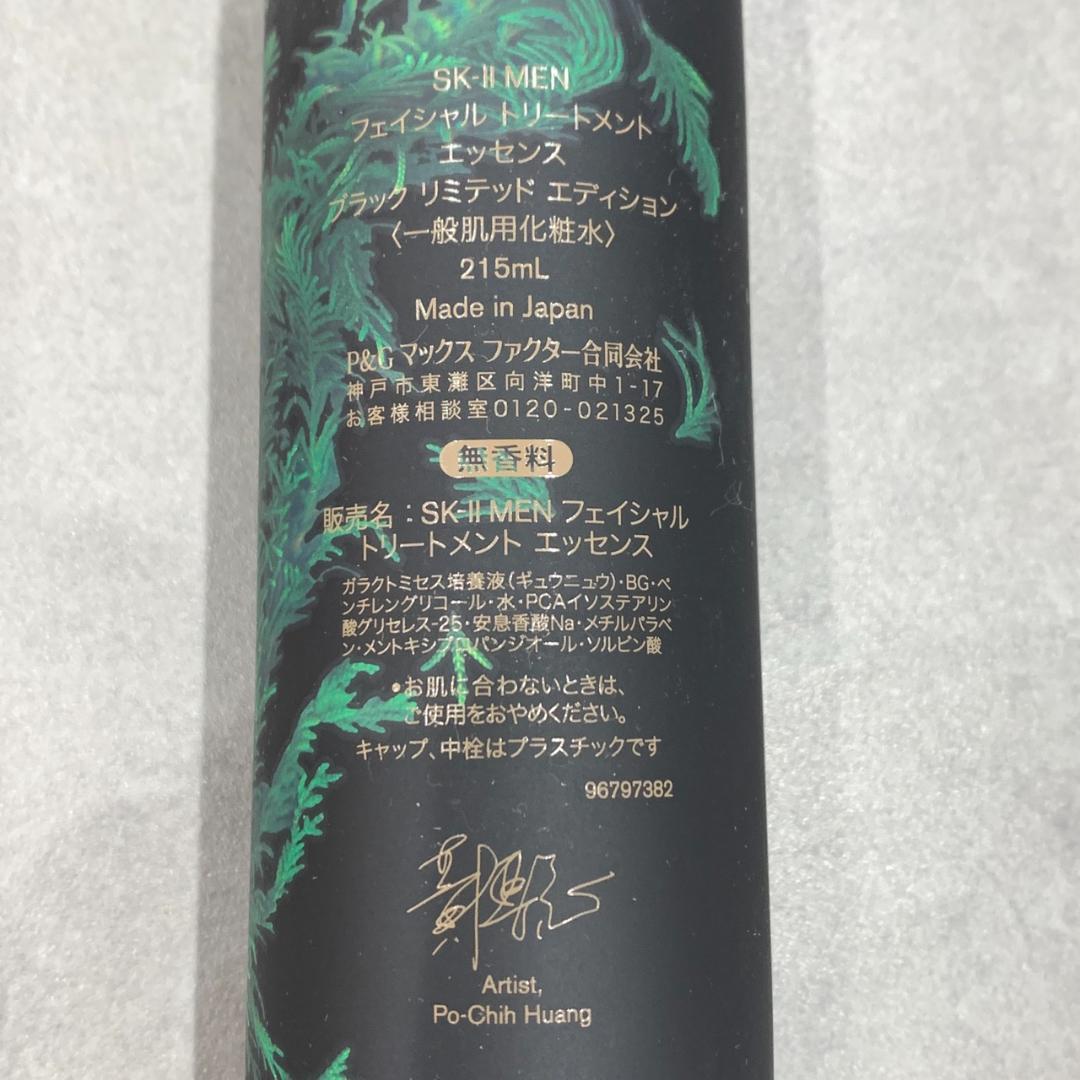 SK-II MEN
フェイシャル トリートメント
エッセンス
ブラック リミテッド エディション
〈一般肌用化粧水〉
215mL
Made in Japan
P&G マックス ファクター合同会社
神戸市東灘区向洋町中1-17
お客様相談室0120-021325
無香料
販売名：SK-II MEN フェイシャル
トリートメント エッセンス
ガラクトミセス培養液(ギュウニュウ)・BG・ペ
ンチレングリコール・水・PCAイソステアリン
酸グリセレス-25・安息香酸Na・メチルパラベ
ン・メントキシプロパンジオール・ソルビン酸
•お肌に合わないときは、
ご使用をおやめください。
キャップ、中栓はプラスチックです
96797382
Artist,
Po-Chih Huang